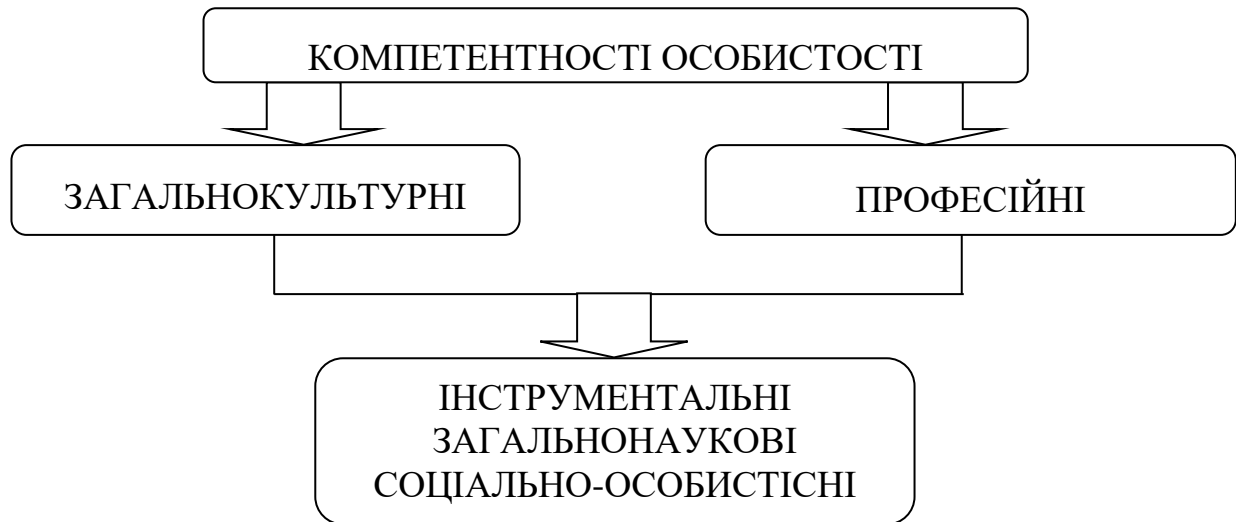 КОМПЕТЕНТНОСТІ ОСОБИСТОСТІ
ЗАГАЛЬНОКУЛЬТУРНІ
ПРОФЕСІЙНІ
ІНСТРУМЕНТАЛЬНІ
ЗАГАЛЬНОНАУКОВІ
СОЦІАЛЬНО-ОСОБИСТІСНІ